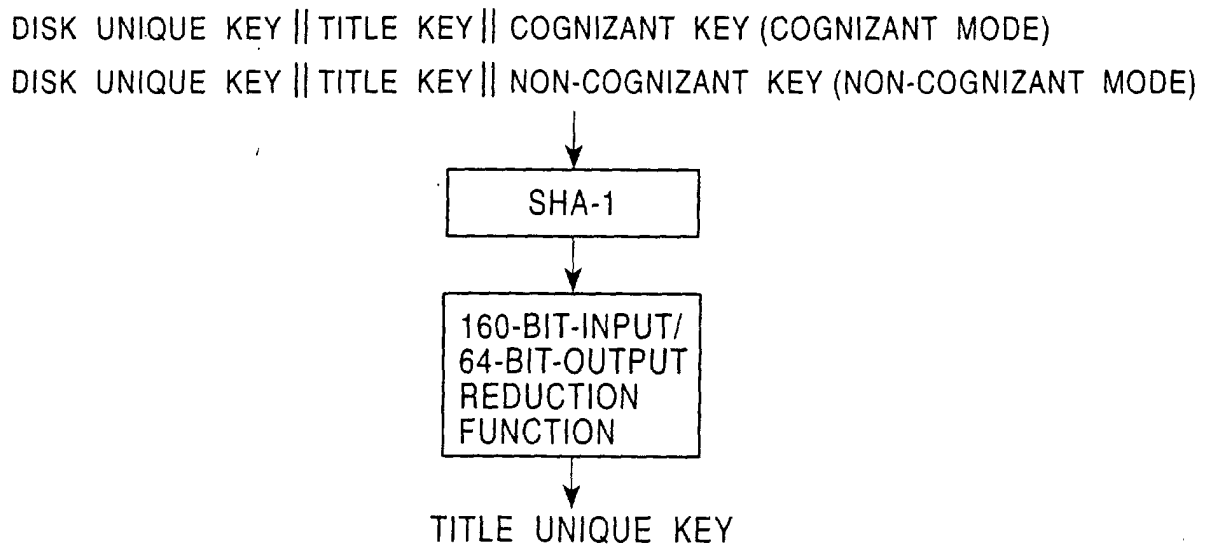 DISK UNIQUE KEY || TITLE KEY || COGNIZANT KEY (COGNIZANT MODE)
DISK UNIQUE KEY || TITLE KEY || NON-COGNIZANT KEY (NON-COGNIZANT MODE)
SHA-1
160-BIT-INPUT/
64-BIT-OUTPUT
REDUCTION
FUNCTION
TITLE UNIQUE KEY